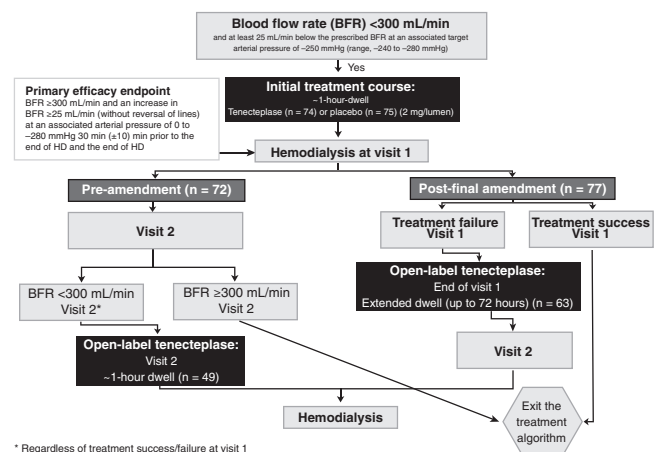 Blood flow rate (BFR) <300 mL/min
and at least 25 mL/min below the prescribed BFR at an associated target
arterial pressure of –250 mmHg (range, –240 to –280 mmHg)
Yes
Primary efficacy endpoint
BFR ≥300 mL/min and an increase in
BFR ≥25 mL/min (without reversal of lines)
at an associated arterial pressure of 0 to
–280 mmHg 30 min (±10) min prior to the
end of HD and the end of HD
Initial treatment course:
~1-hour-dwell
Tenecteplase (n = 74) or placebo (n = 75) (2 mg/lumen)
Hemodialysis at visit 1
Pre-amendment (n = 72)
Post-final amendment (n = 77)
Visit 2
Treatment failure
Visit 1
Treatment success
Visit 1
BFR <300 mL/min
Visit 2*
BFR ≥300 mL/min
Visit 2
Open-label tenecteplase:
End of visit 1
Extended dwell (up to 72 hours) (n = 63)
Open-label tenecteplase:
Visit 2
~1-hour dwell (n = 49)
Visit 2
Hemodialysis
Exit the
treatment
algorithm
* Regardless of treatment success/failure at visit 1